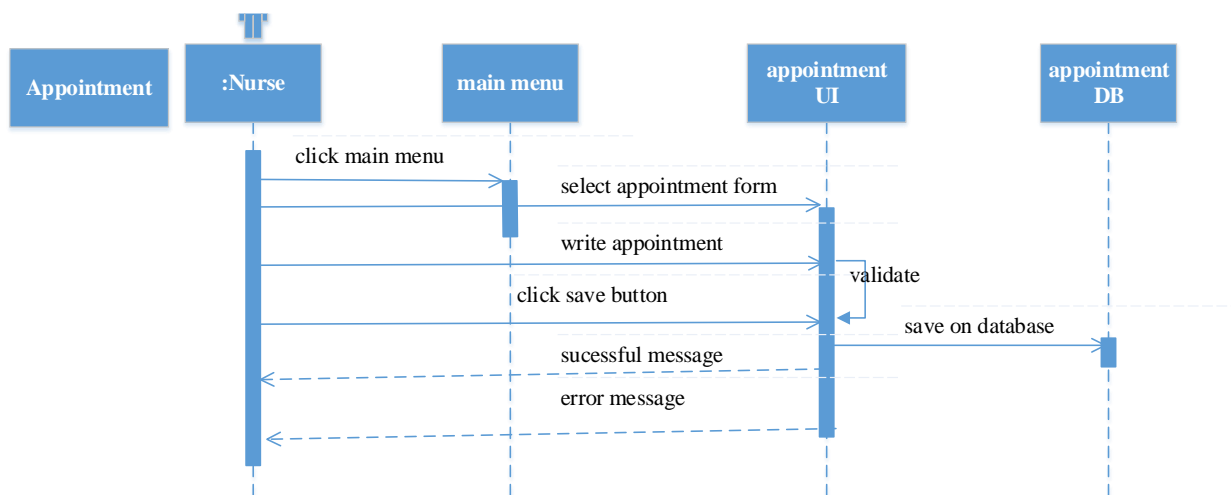 Appointment
:Nurse
main menu
appointment
UI
appointment
DB
click main menu
select appointment form
write appointment
validate
click save button
save on database
sucessful message
error message